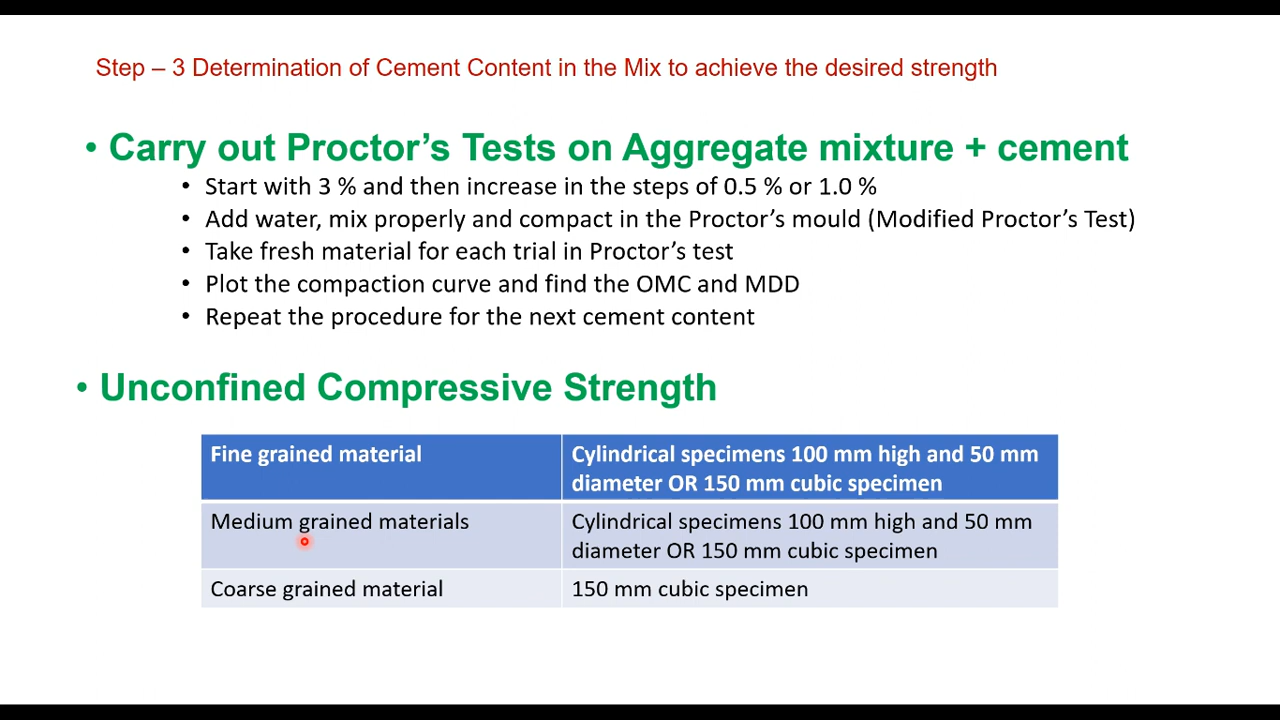 Step – 3 Determination of Cement Content in the Mix to achieve the desired strength
• Carry out Proctor’s Tests on Aggregate mixture + cement
• Start with 3 % and then increase in the steps of 0.5 % or 1.0 %
• Add water, mix properly and compact in the Proctor’s mould (Modified Proctor’s Test)
• Take fresh material for each trial in Proctor’s test
• Plot the compaction curve and find the OMC and MDD
• Repeat the procedure for the next cement content
• Unconfined Compressive Strength
Fine grained material
Cylindrical specimens 100 mm high and 50 mm
diameter OR 150 mm cubic specimen
Medium grained materials
Cylindrical specimens 100 mm high and 50 mm
diameter OR 150 mm cubic specimen
Coarse grained material
150 mm cubic specimen